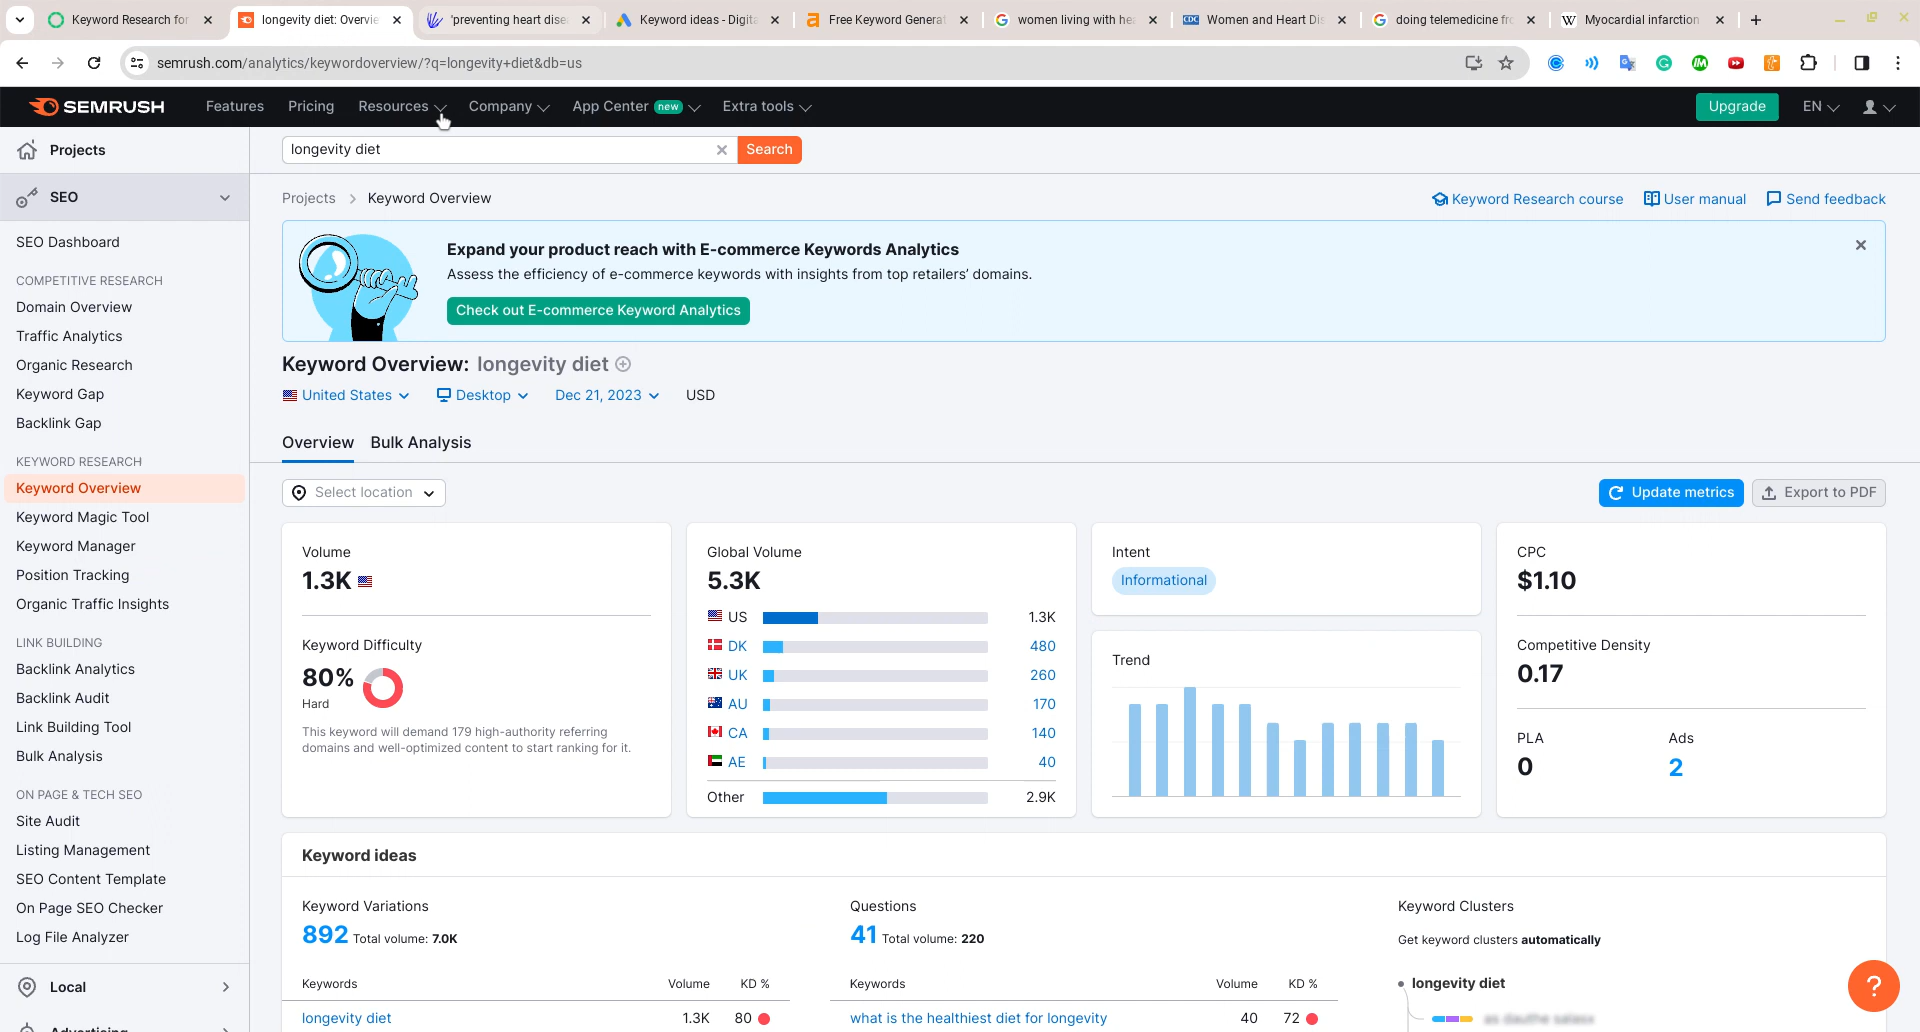 Keyword Research for
longevity diet: Overvie
'preventing heart dise
Keyword ideas - Digita
Free Keyword Generat
women living with he
CDC
Women and Heart Dis
doing telemedicine fr
W
Myocardial infarction
semrush.com/analytics/keywordoverview/?q=longevity+diet&db=us
SEMRUSH
Features
Pricing
Resources
Company
App Center new
Extra tools
Upgrade
EN
Projects
longevity diet
Search
SEO
Projects > Keyword Overview
Keyword Research course
User manual
Send feedback
SEO Dashboard
COMPETITIVE RESEARCH
Domain Overview
Traffic Analytics
Organic Research
Keyword Gap
Backlink Gap
KEYWORD RESEARCH
Keyword Overview
Keyword Magic Tool
Keyword Manager
Position Tracking
Organic Traffic Insights
LINK BUILDING
Backlink Analytics
Backlink Audit
Link Building Tool
Bulk Analysis
ON PAGE & TECH SEO
Site Audit
Listing Management
SEO Content Template
On Page SEO Checker
Log File Analyzer
Local
Advertising
Expand your product reach with E-commerce Keywords Analytics
Assess the efficiency of e-commerce keywords with insights from top retailers' domains.
Check out E-commerce Keyword Analytics
Keyword Overview: longevity diet
United States
Desktop
Dec 21, 2023
USD
Overview
Bulk Analysis
Select location
Update metrics
Export to PDF
Volume
1.3K
Keyword Difficulty
80%
Hard
This keyword will demand 179 high-authority referring
domains and well-optimized content to start ranking for it.
Global Volume
5.3K
US 1.3K
DK 480
UK 260
AU 170
CA 140
AE 40
Other 2.9K
Intent
Informational
Trend
CPC
$1.10
Competitive Density
0.17
PLA
0
Ads
2
Keyword ideas
Keyword Variations
892 Total volume: 7.0K
Keywords Volume KD %
longevity diet 1.3K 80
Questions
41 Total volume: 220
Keywords Volume KD %
what is the healthiest diet for longevity 40 72
Keyword Clusters
Get keyword clusters automatically
longevity diet
?